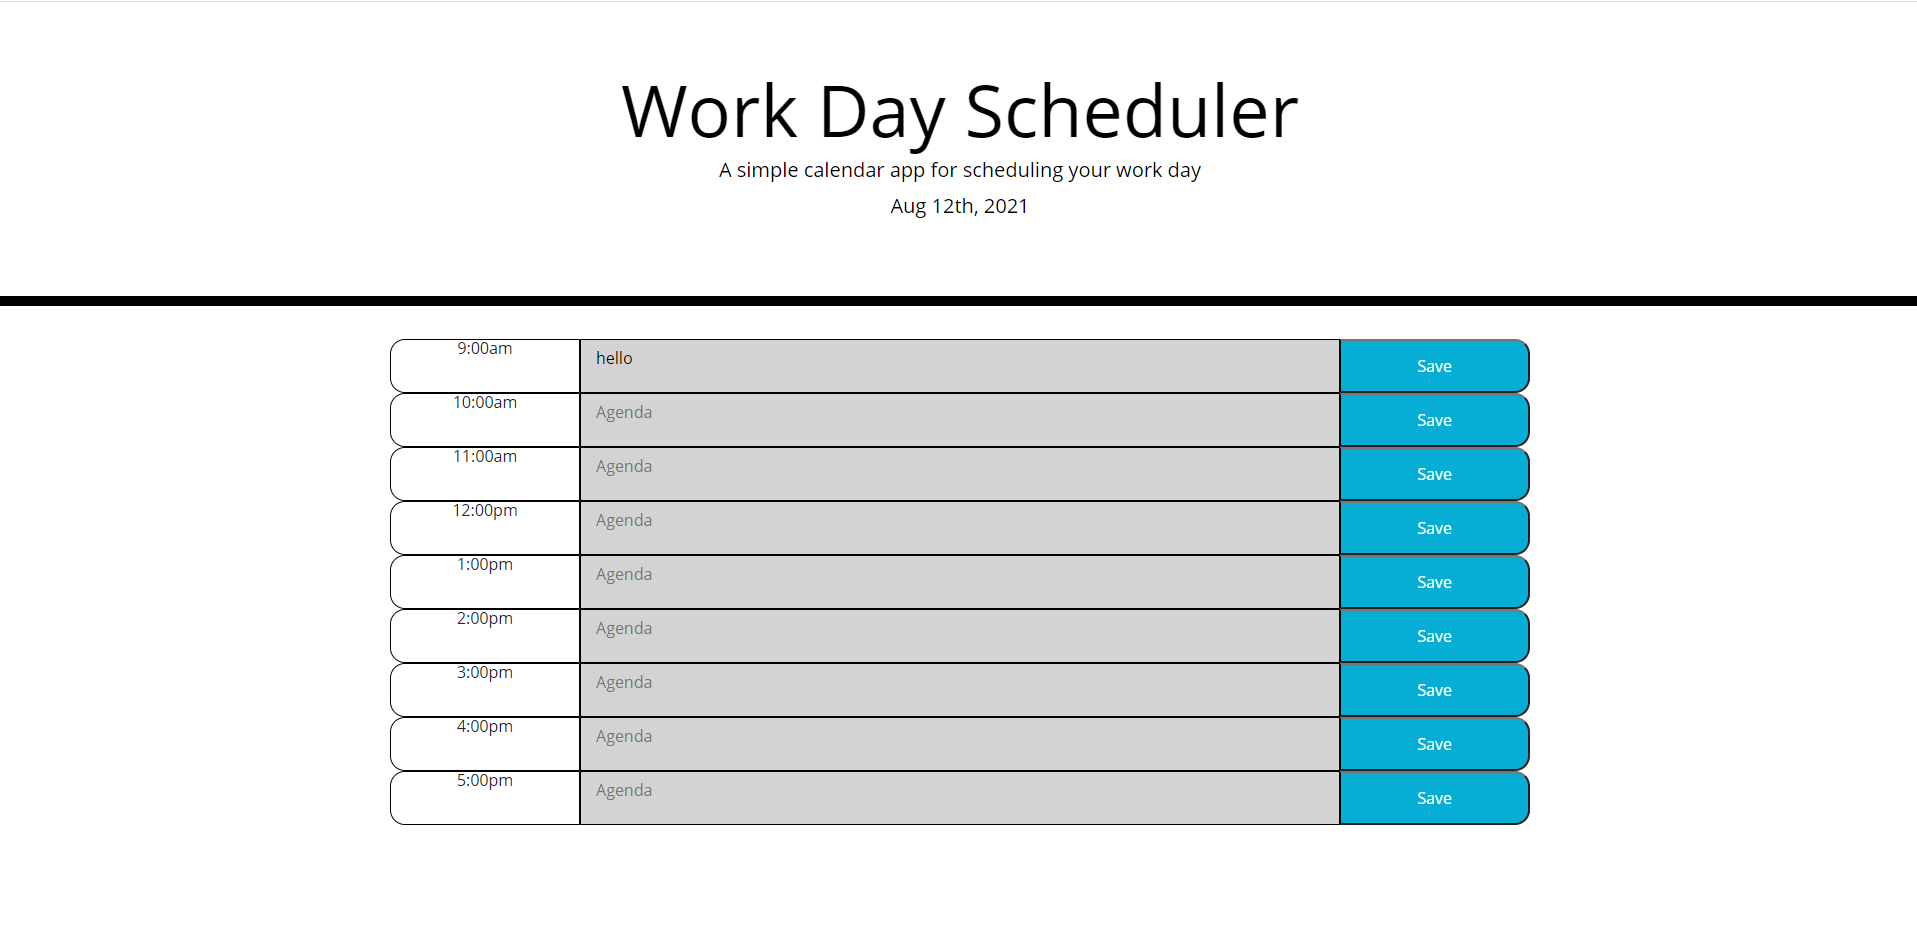 Work Day Scheduler
A simple calendar app for scheduling your work day
Aug 12th, 2021
9:00am hello Save
10:00am Agenda Save
11:00am Agenda Save
12:00pm Agenda Save
1:00pm Agenda Save
2:00pm Agenda Save
3:00pm Agenda Save
4:00pm Agenda Save
5:00pm Agenda Save